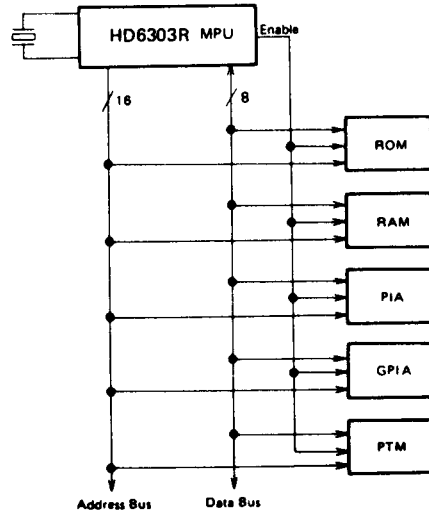 HD6303R MPU
Enable
16
8
ROM
RAM
PIA
GPIA
PTM
Address Bus
Data Bus